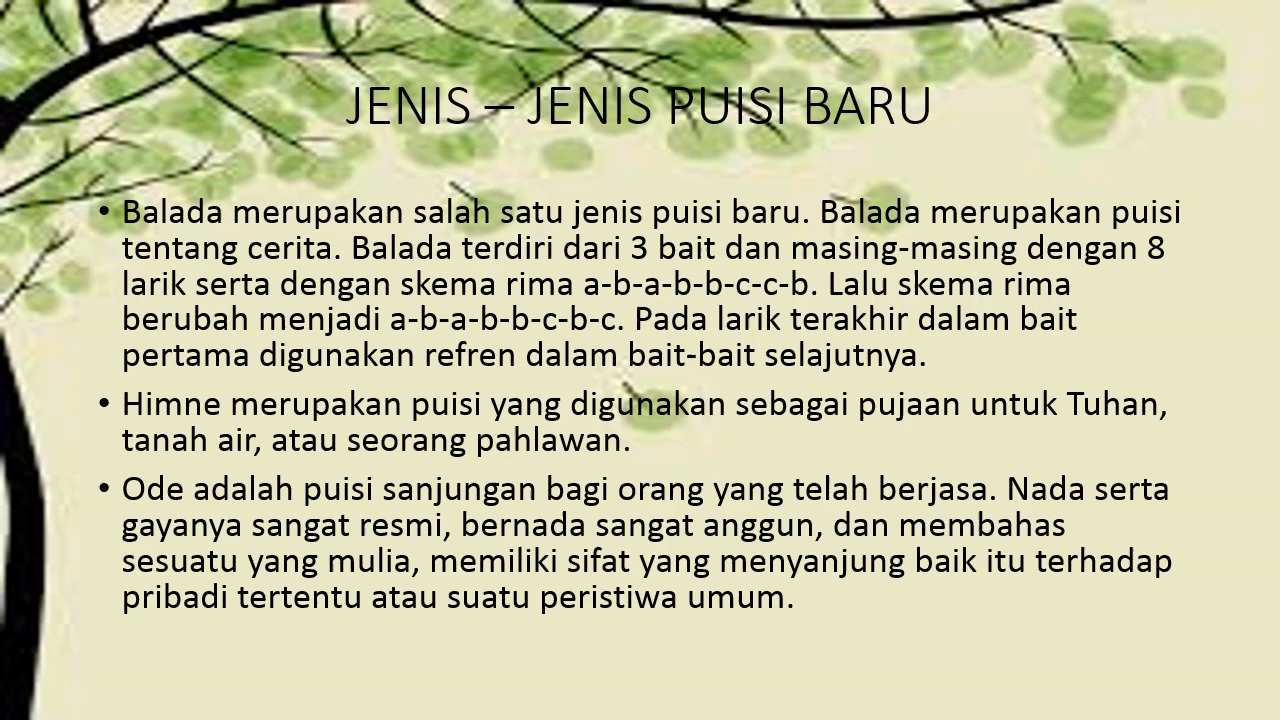 JENIS – JENIS PUISI BARU
• Balada merupakan salah satu jenis puisi baru. Balada merupakan puisi
tentang cerita. Balada terdiri dari 3 bait dan masing-masing dengan 8
larik serta dengan skema rima a-b-a-b-b-c-c-b. Lalu skema rima
berubah menjadi a-b-a-b-b-c-b-c. Pada larik terakhir dalam bait
pertama digunakan refren dalam bait-bait selajutnya.
• Himne merupakan puisi yang digunakan sebagai pujaan untuk Tuhan,
tanah air, atau seorang pahlawan.
• Ode adalah puisi sanjungan bagi orang yang telah berjasa. Nada serta
gayanya sangat resmi, bernada sangat anggun, dan membahas
sesuatu yang mulia, memiliki sifat yang menyanjung baik itu terhadap
pribadi tertentu atau suatu peristiwa umum.